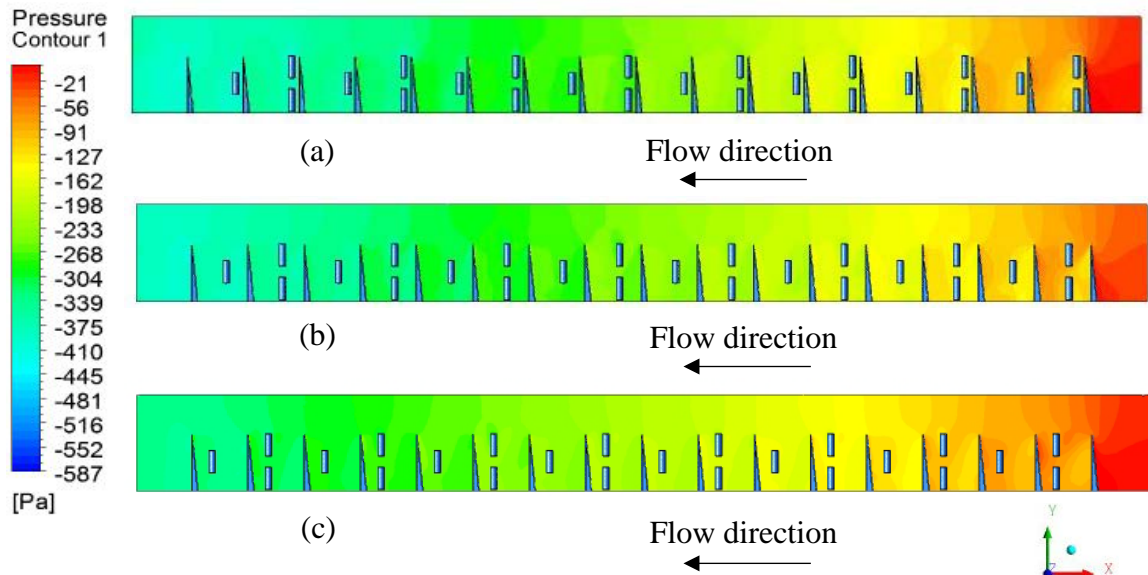 Pressure
Contour 1
-21
-56
-91
-127
-162
-198
-233
-268
-304
-339
-375
-410
-445
-481
-516
-552
-587
[Pa]
(a)
Flow direction
(b)
Flow direction
(c)
Flow direction
Y
Z
X